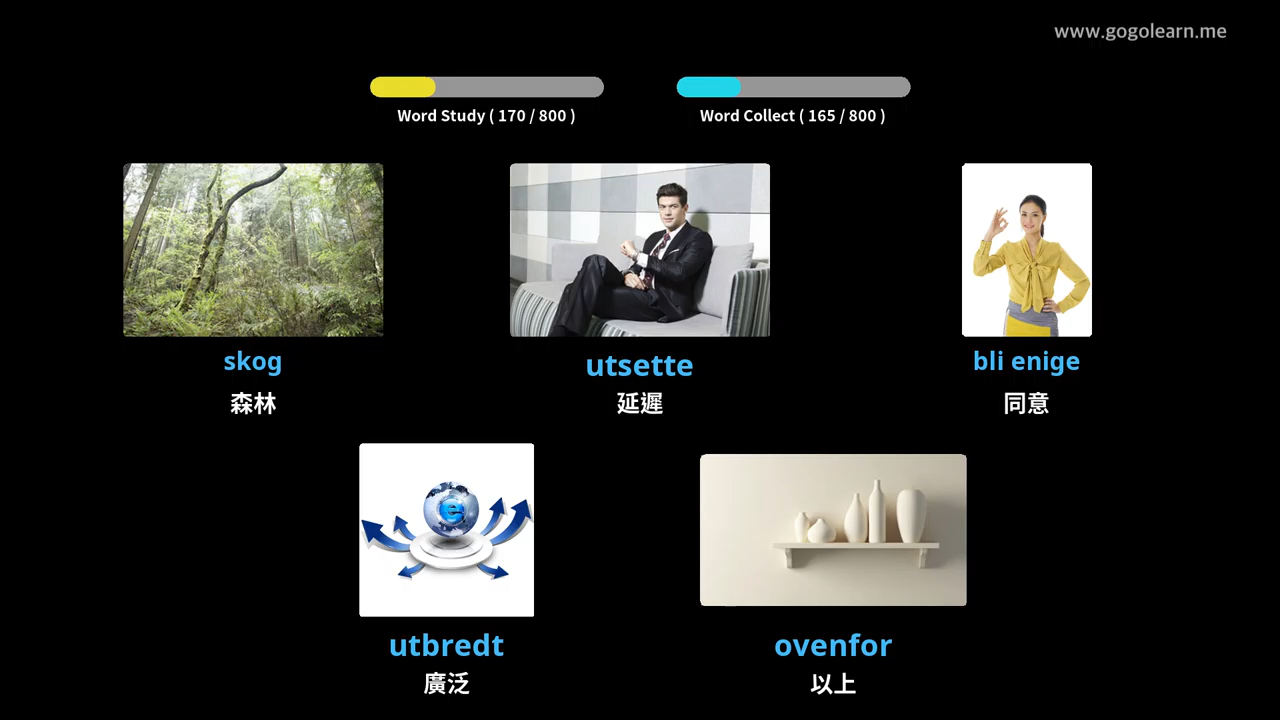 www.gogolearn.me
Word Study ( 170 / 800 )
Word Collect ( 165 / 800 )
skog
utsette
bli enige
森林
延遲
同意
e
utbredt
ovenfor
廣泛
以上